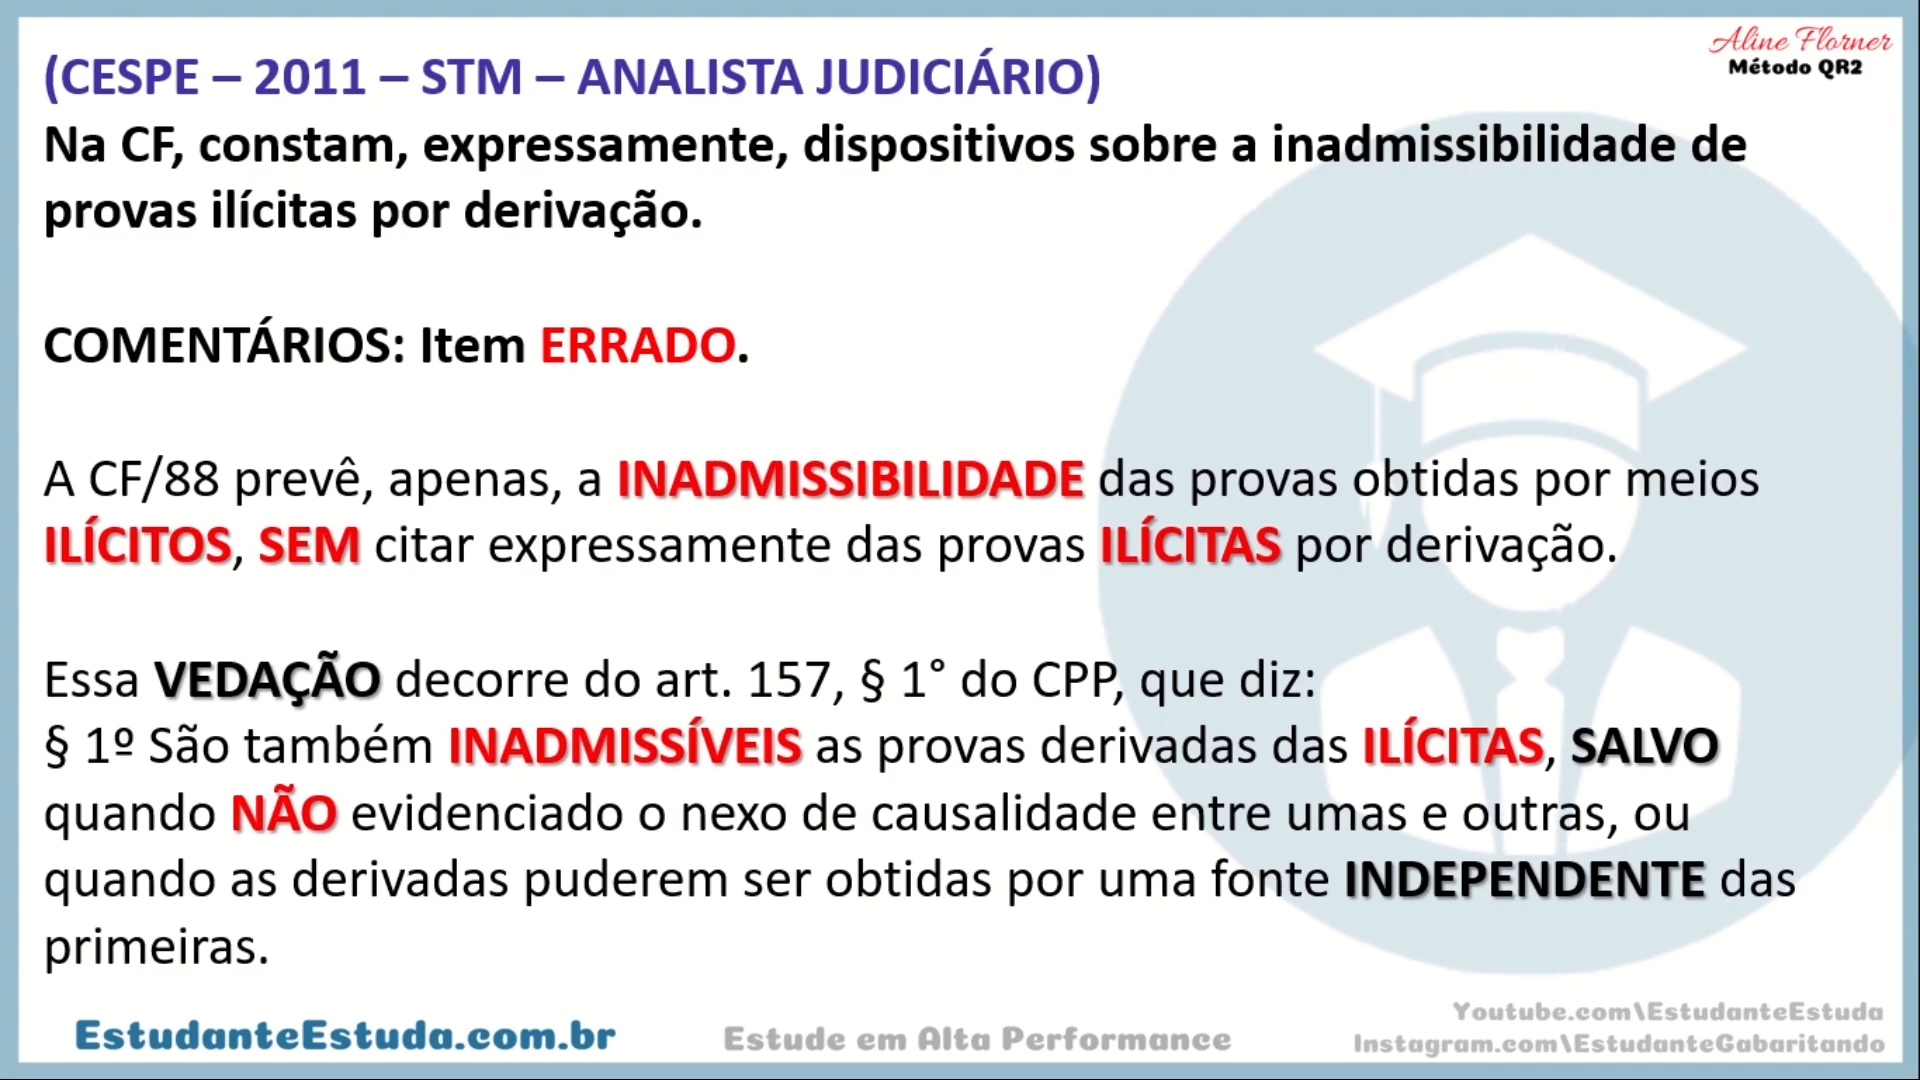 Aline Florner
Método QR2
(CESPE – 2011 – STM – ANALISTA JUDICIÁRIO)
Na CF, constam, expressamente, dispositivos sobre a inadmissibilidade de
provas ilícitas por derivação.
COMENTÁRIOS: Item ERRADO.
A CF/88 prevê, apenas, a INADMISSIBILIDADE das provas obtidas por meios
ILÍCITOS, SEM citar expressamente das provas ILÍCITAS por derivação.
Essa VEDAÇÃO decorre do art. 157, § 1° do CPP, que diz:
§ 1º São também INADMISSÍVEIS as provas derivadas das ILÍCITAS, SALVO
quando NÃO evidenciado o nexo de causalidade entre umas e outras, ou
quando as derivadas puderem ser obtidas por uma fonte INDEPENDENTE das
primeiras.
EstudanteEstuda.com.br
Estude em Alta Performance
Youtube.com\EstudanteEstuda
Instagram.com\EstudanteGabaritando